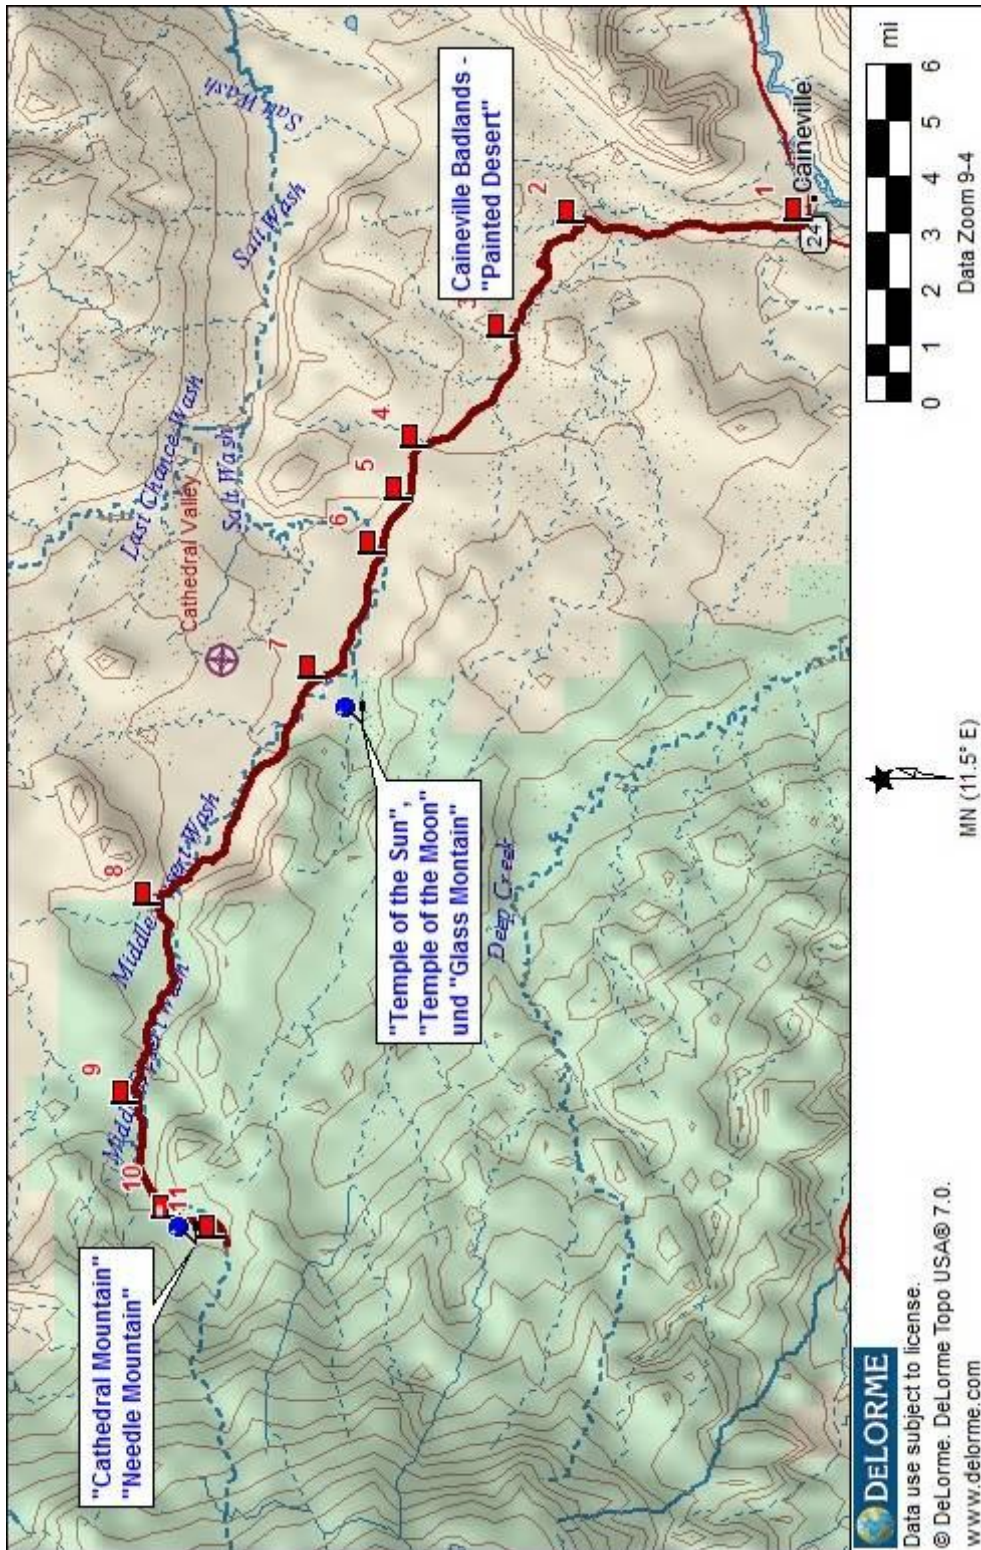 "Cathedral Mountain"
"Needle Mountain"
10
11
9
Middle Desert Wash
8
Middle Desert Wash
"Temple of the Sun",
"Temple of the Moon"
und "Glass Montain"
Deep Creek
7
Cathedral Valley
Last Chance Wash
Salt Wash
6
5
4
Salt Wash
Salt Wash
Caineville Badlands -
"Painted Desert"
3
2
1
Caineville
24
DELORME
Data use subject to license.
© DeLorme. DeLorme Topo USA® 7.0.
www.delorme.com
MN (11.5° E)
mi
0 1 2 3 4 5 6
Data Zoom 9-4